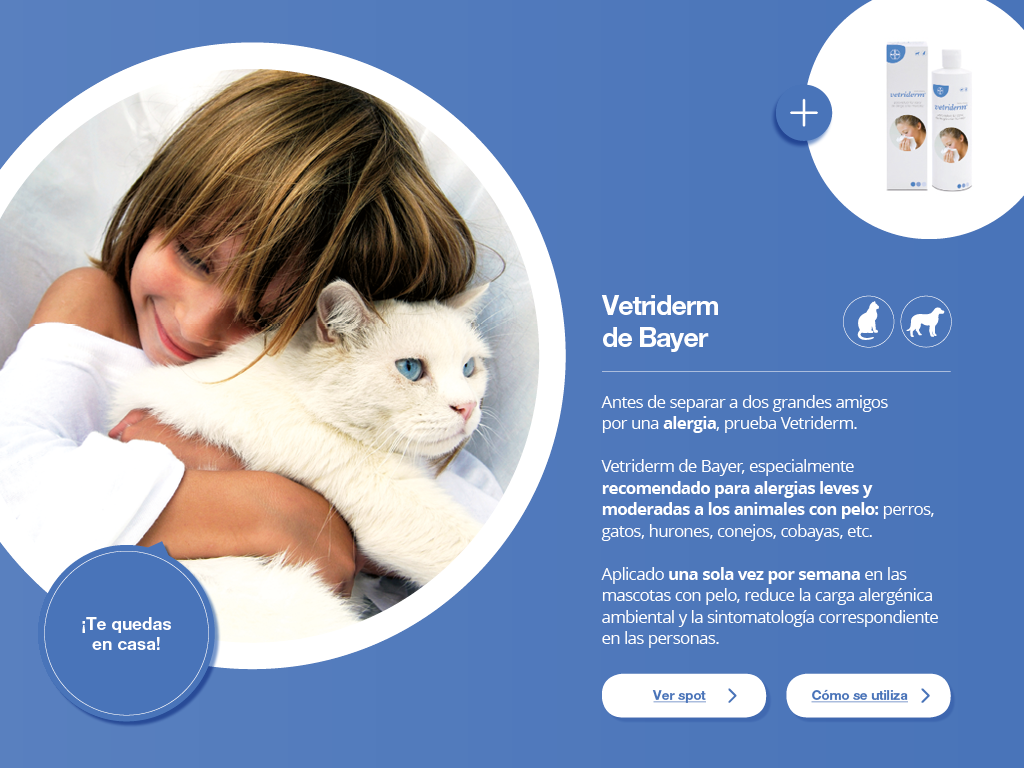 vetriderm
vetriderm
Vetriderm
de Bayer
Antes de separar a dos grandes amigos
por una alergia, prueba Vetriderm.
Vetriderm de Bayer, especialmente
recomendado para alergias leves y
moderadas a los animales con pelo: perros,
gatos, hurones, conejos, cobayas, etc.
Aplicado una sola vez por semana en las
mascotas con pelo, reduce la carga alergénica
ambiental y la sintomatología correspondiente
en las personas.
¡Te quedas
en casa!
Ver spot
Cómo se utiliza